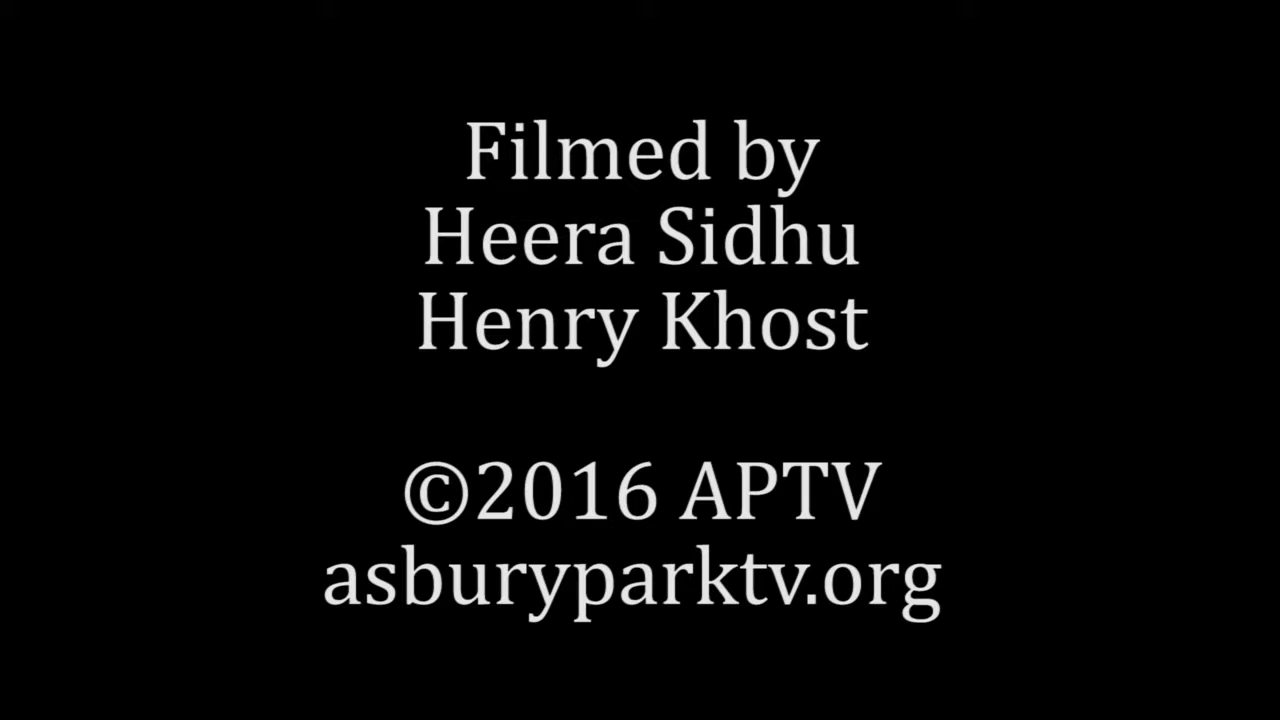 Filmed by
Heera Sidhu
Henry Khost
©2016 APTV
asburyparktv.org